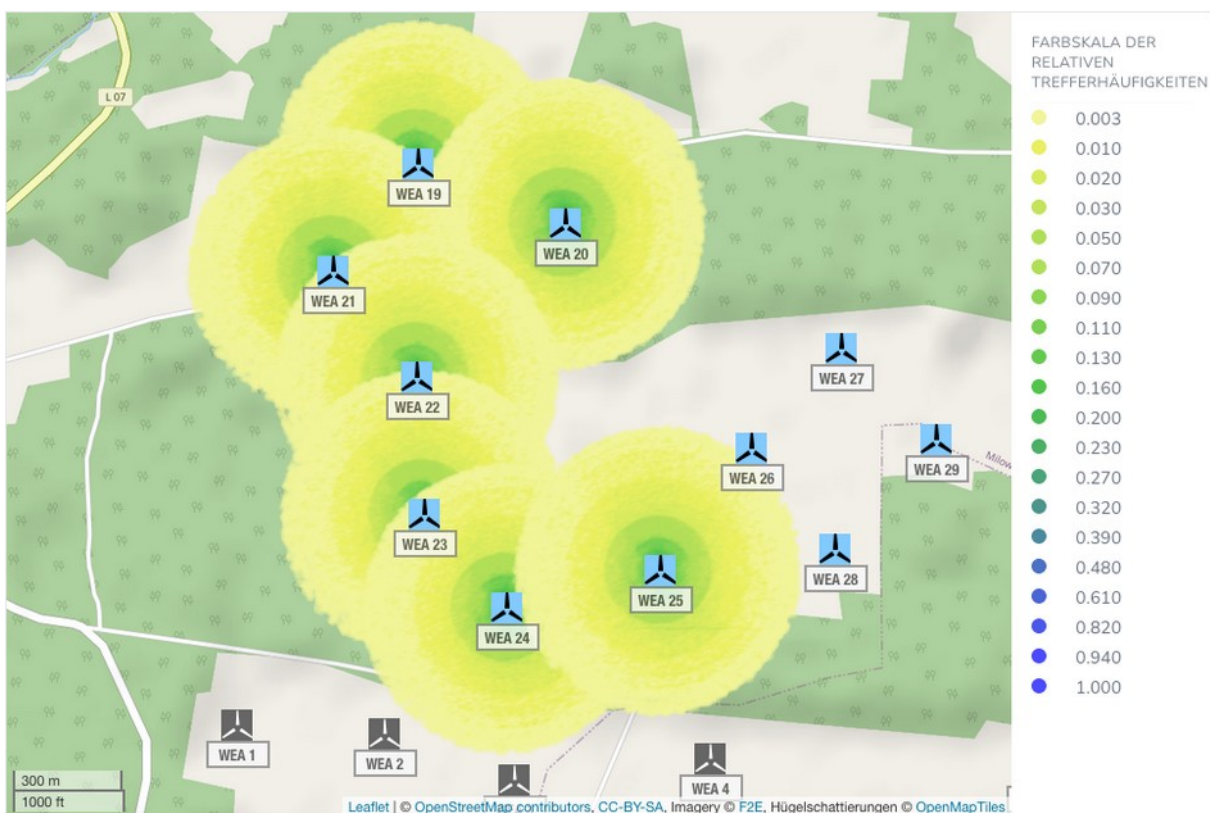 FARBSKALA DER
RELATIVEN
TREFFERHÄUFIGKEITEN
0.003
0.010
0.020
0.030
0.050
0.070
0.090
0.110
0.130
0.160
0.200
0.230
0.270
0.320
0.390
0.480
0.610
0.820
0.940
1.000
L 07
WEA 19
WEA 20
WEA 21
WEA 22
WEA 27
WEA 29
Milow
WEA 26
WEA 23
WEA 28
WEA 25
WEA 24
WEA 1
WEA 2
WEA 4
300 m
1000 ft
Leaflet | © OpenStreetMap contributors, CC-BY-SA, Imagery © F2E, Hügelschattierungen © OpenMapTiles